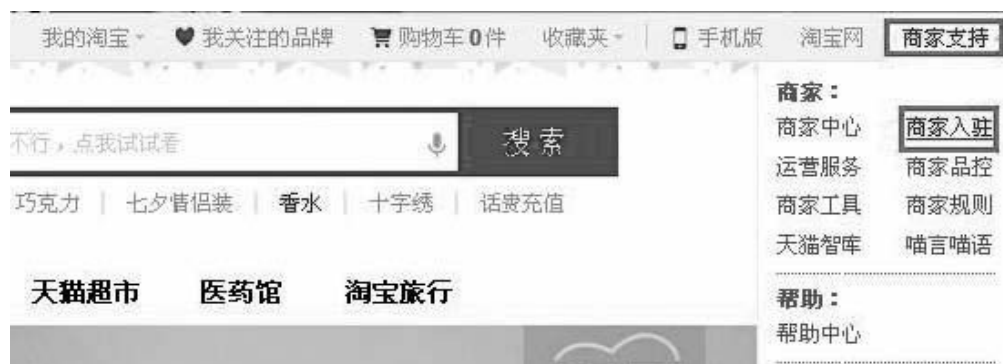 我的淘宝 我关注的品牌 购物车0件 收藏夹 手机版 淘宝网 商家支持
商家：
商家中心 商家入驻
不行，点我试试看 搜索
运营服务 商家品控
巧克力 | 七夕情侣装 | 香水 | 十字绣 | 话费充值
商家工具 商家规则
天猫智库 喵言喵语
天猫超市 医药馆 淘宝旅行
帮助：
帮助中心